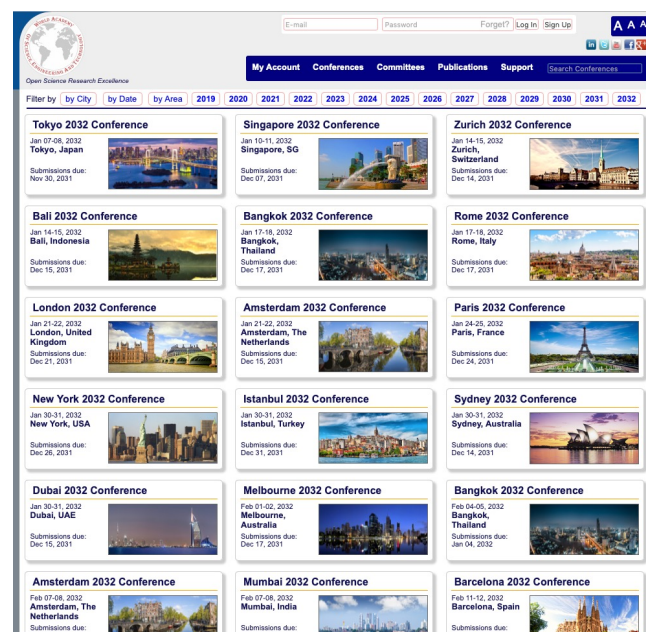 WORLD ACADEMY
OF SCIENCE, ENGINEERING AND TECHNOLOGY
Open Science Research Excellence
E-mail
Password
Forget?
Log In
Sign Up
A A A
My Account Conferences Committees Publications Support
Search Conferences
Filter by by City by Date by Area 2019 2020 2021 2022 2023 2024 2025 2026 2027 2028 2029 2030 2031 2032
Tokyo 2032 Conference
Jan 07-08, 2032
Tokyo, Japan
Submissions due:
Nov 30, 2031
Singapore 2032 Conference
Jan 10-11, 2032
Singapore, SG
Submissions due:
Dec 07, 2031
Zurich 2032 Conference
Jan 14-15, 2032
Zurich,
Switzerland
Submissions due:
Dec 14, 2031
Bali 2032 Conference
Jan 14-15, 2032
Bali, Indonesia
Submissions due:
Dec 15, 2031
Bangkok 2032 Conference
Jan 17-18, 2032
Bangkok,
Thailand
Submissions due:
Dec 17, 2031
Rome 2032 Conference
Jan 17-18, 2032
Rome, Italy
Submissions due:
Dec 17, 2031
London 2032 Conference
Jan 21-22, 2032
London, United
Kingdom
Submissions due:
Dec 21, 2031
Amsterdam 2032 Conference
Jan 21-22, 2032
Amsterdam, The
Netherlands
Submissions due:
Dec 15, 2031
Paris 2032 Conference
Jan 24-25, 2032
Paris, France
Submissions due:
Dec 24, 2031
New York 2032 Conference
Jan 30-31, 2032
New York, USA
Submissions due:
Dec 26, 2031
Istanbul 2032 Conference
Jan 30-31, 2032
Istanbul, Turkey
Submissions due:
Dec 31, 2031
Sydney 2032 Conference
Jan 30-31, 2032
Sydney, Australia
Submissions due:
Dec 14, 2031
Dubai 2032 Conference
Jan 30-31, 2032
Dubai, UAE
Submissions due:
Dec 15, 2031
Melbourne 2032 Conference
Feb 01-02, 2032
Melbourne,
Australia
Submissions due:
Dec 17, 2031
Bangkok 2032 Conference
Feb 04-05, 2032
Bangkok,
Thailand
Submissions due:
Jan 04, 2032
Amsterdam 2032 Conference
Feb 07-08, 2032
Amsterdam, The
Netherlands
Submissions due:
Mumbai 2032 Conference
Feb 07-08, 2032
Mumbai, India
Submissions due:
Barcelona 2032 Conference
Feb 11-12, 2032
Barcelona, Spain
Submissions due: